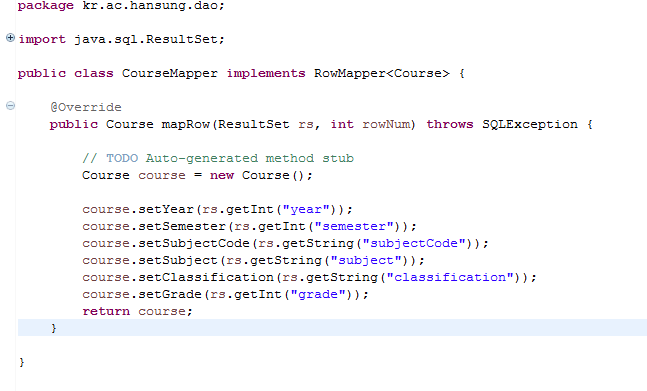 package kr.ac.hansung.dao;
import java.sql.ResultSet;
public class CourseMapper implements RowMapper<Course> {
@Override
public Course mapRow(ResultSet rs, int rowNum) throws SQLException {
// TODO Auto-generated method stub
Course course = new Course();
course.setYear(rs.getInt("year"));
course.setSemester(rs.getInt("semester"));
course.setSubjectCode(rs.getString("subjectCode"));
course.setSubject(rs.getString("subject"));
course.setClassification(rs.getString("classification"));
course.setGrade(rs.getInt("grade"));
return course;
}
}